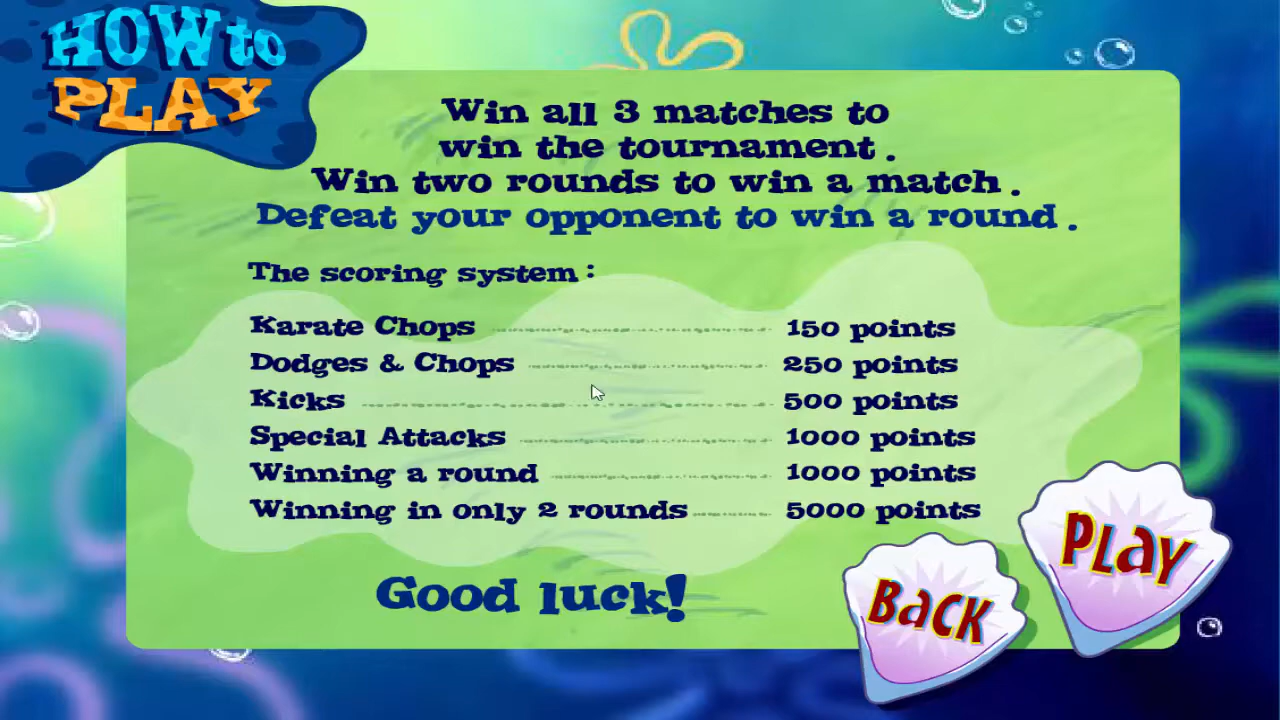 HOW to
PLAY
Win all 3 matches to
win the tournament.
Win two rounds to win a match.
Defeat your opponent to win a round.
The scoring system:
Karate Chops 150 points
Dodges & Chops 250 points
Kicks 500 points
Special Attacks 1000 points
Winning a round 1000 points
Winning in only 2 rounds 5000 points
Good luck!
BACK
PLAY